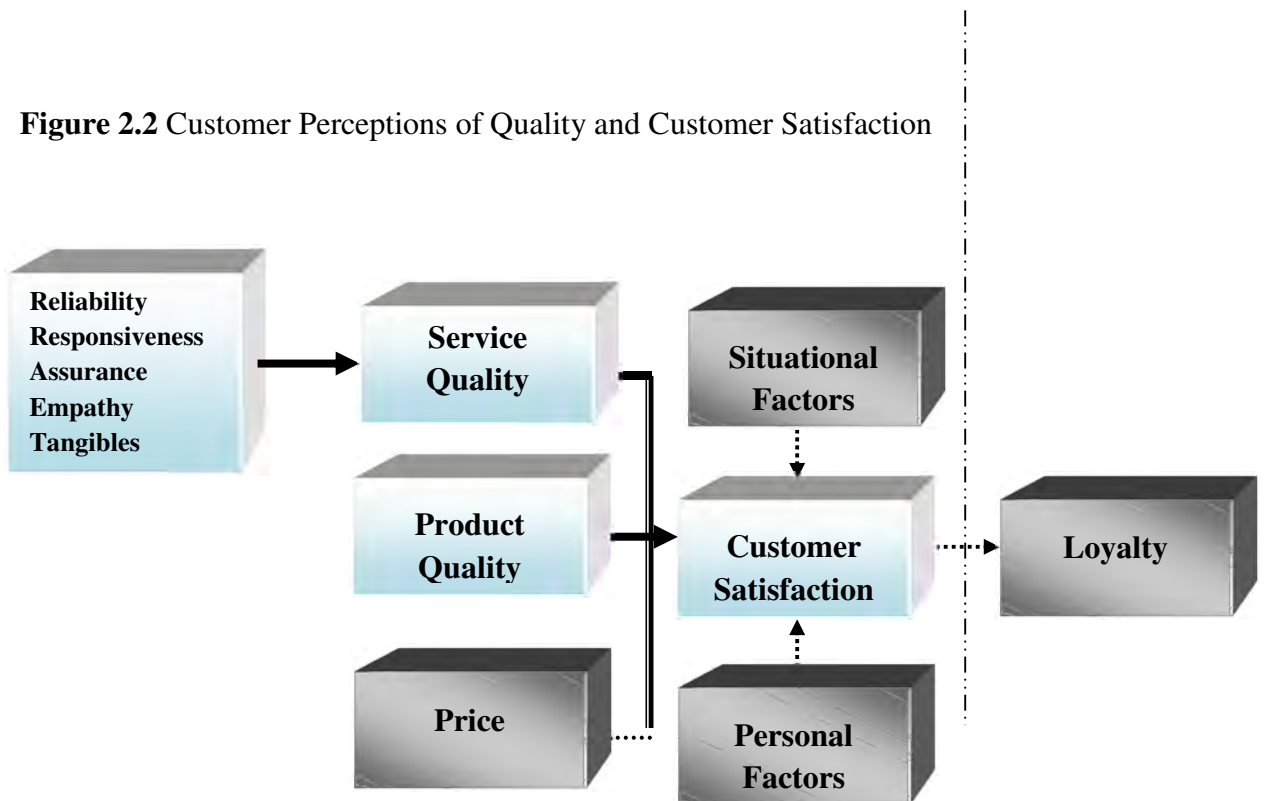 Figure 2.2 Customer Perceptions of Quality and Customer Satisfaction
Reliability
Responsiveness
Assurance
Empathy
Tangibles
Service
Quality
Situational
Factors
Product
Quality
Customer
Satisfaction
Loyalty
Price
Personal
Factors